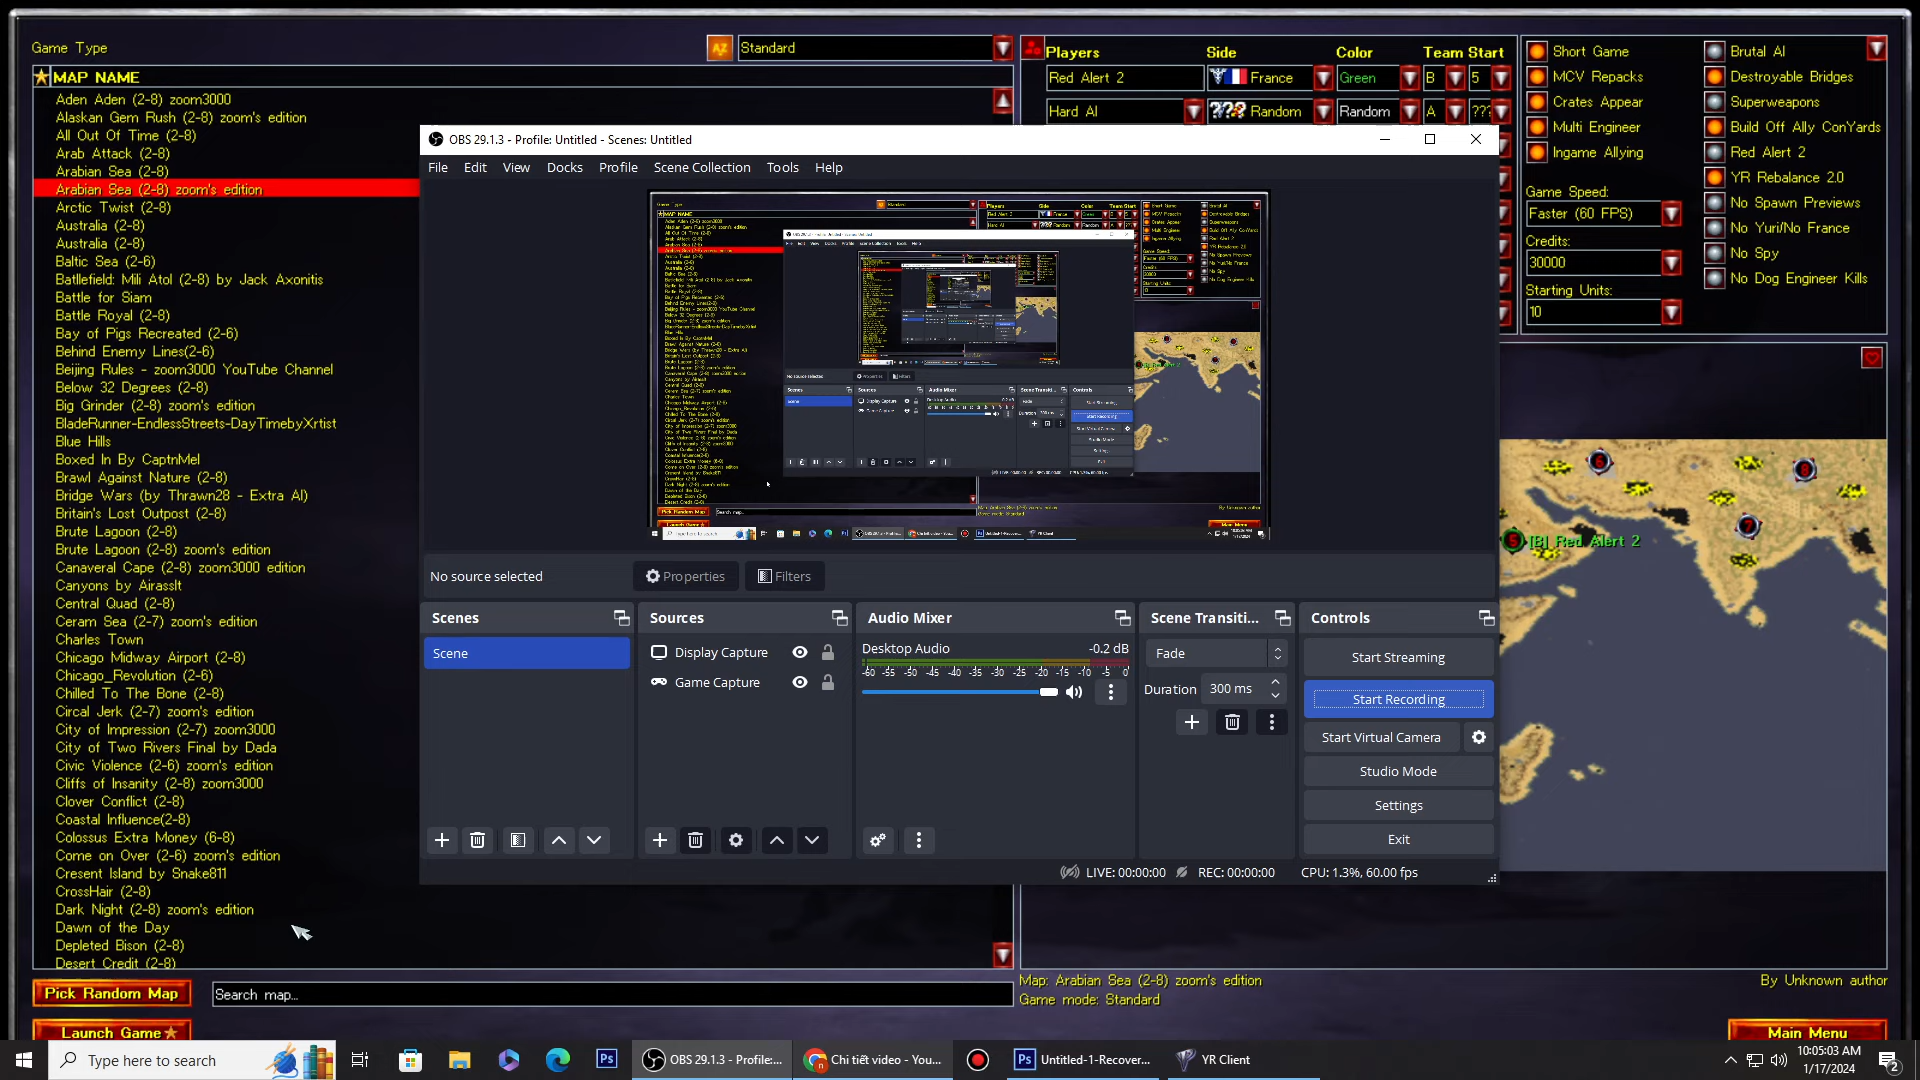 Game Type
AZ
Standard
MAP NAME
Aden Aden (2-8) zoom3000
Alaskan Gem Rush (2-8) zoom's edition
All Out Of Time (2-8)
Arab Attack (2-8)
Arabian Sea (2-8)
Arabian Sea (2-8) zoom's edition
Arctic Twist (2-8)
Australia (2-8)
Australia (2-8)
Baltic Sea (2-6)
Batlefield: Mili Atol (2-8) by Jack Axonitis
Battle for Siam
Battle Royal (2-8)
Bay of Pigs Recreated (2-6)
Behind Enemy Lines(2-6)
Beijing Rules - zoom3000 YouTube Channel
Below 32 Degrees (2-8)
Big Grinder (2-8) zoom's edition
BladeRunner-EndlessStreets-DayTimebyXrtist
Blue Hills
Boxed In By CaptnMel
Brawl Against Nature (2-8)
Bridge Wars (by Thrawn28 - Extra AI)
Britain's Lost Outpost (2-8)
Brute Lagoon (2-8)
Brute Lagoon (2-8) zoom's edition
Canaveral Cape (2-8) zoom3000 edition
Canyons by Airasslt
Central Quad (2-8)
Ceram Sea (2-7) zoom's edition
Charles Town
Chicago Midway Airport (2-8)
Chicago_Revolution (2-6)
Chilled To The Bone (2-8)
Circal Jerk (2-7) zoom's edition
City of Impression (2-7) zoom3000
City of Two Rivers Final by Dada
Civic Violence (2-6) zoom's edition
Cliffs of Insanity (2-8) zoom3000
Clover Conflict (2-8)
Coastal Influence(2-8)
Colossus Extra Money (6-8)
Come on Over (2-6) zoom's edition
Cresent Island by Snake811
CrossHair (2-8)
Dark Night (2-8) zoom's edition
Dawn of the Day
Depleted Bison (2-8)
Desert Credit (2-8)
Pick Random Map
Search map...
Launch Game
Players Side Color Team Start
Red Alert 2 France Green B 5
Hard AI ??? Random Random A ???
Short Game
MCV Repacks
Crates Appear
Multi Engineer
Ingame Allying
Game Speed:
Faster (60 FPS)
Credits:
30000
Starting Units:
10
Brutal AI
Destroyable Bridges
Superweapons
Build Off Ally ConYards
Red Alert 2
YR Rebalance 2.0
No Spawn Previews
No Yuri/No France
No Spy
No Dog Engineer Kills
OBS 29.1.3 - Profile: Untitled - Scenes: Untitled
File Edit View Docks Profile Scene Collection Tools Help
No source selected Properties Filters
Scenes
Scene
Sources
Display Capture
Game Capture
Audio Mixer
Desktop Audio -0.2 dB
-60 -55 -50 -45 -40 -35 -30 -25 -20 -15 -10 -5 0
Scene Transiti...
Fade
Duration 300 ms
Controls
Start Streaming
Start Recording
Start Virtual Camera
Studio Mode
Settings
Exit
LIVE: 00:00:00 REC: 00:00:00 CPU: 1.3%, 60.00 fps
6
8
7
5 [B] Red Alert 2
Map: Arabian Sea (2-8) zoom's edition
Game mode: Standard
By Unknown author
Main Menu
Type here to search
Ps
OBS 29.1.3 - Profile:...
Chi tiết video - You...
Ps Untitled-1-Recover...
YR Client
10:05:03 AM
1/17/2024
2